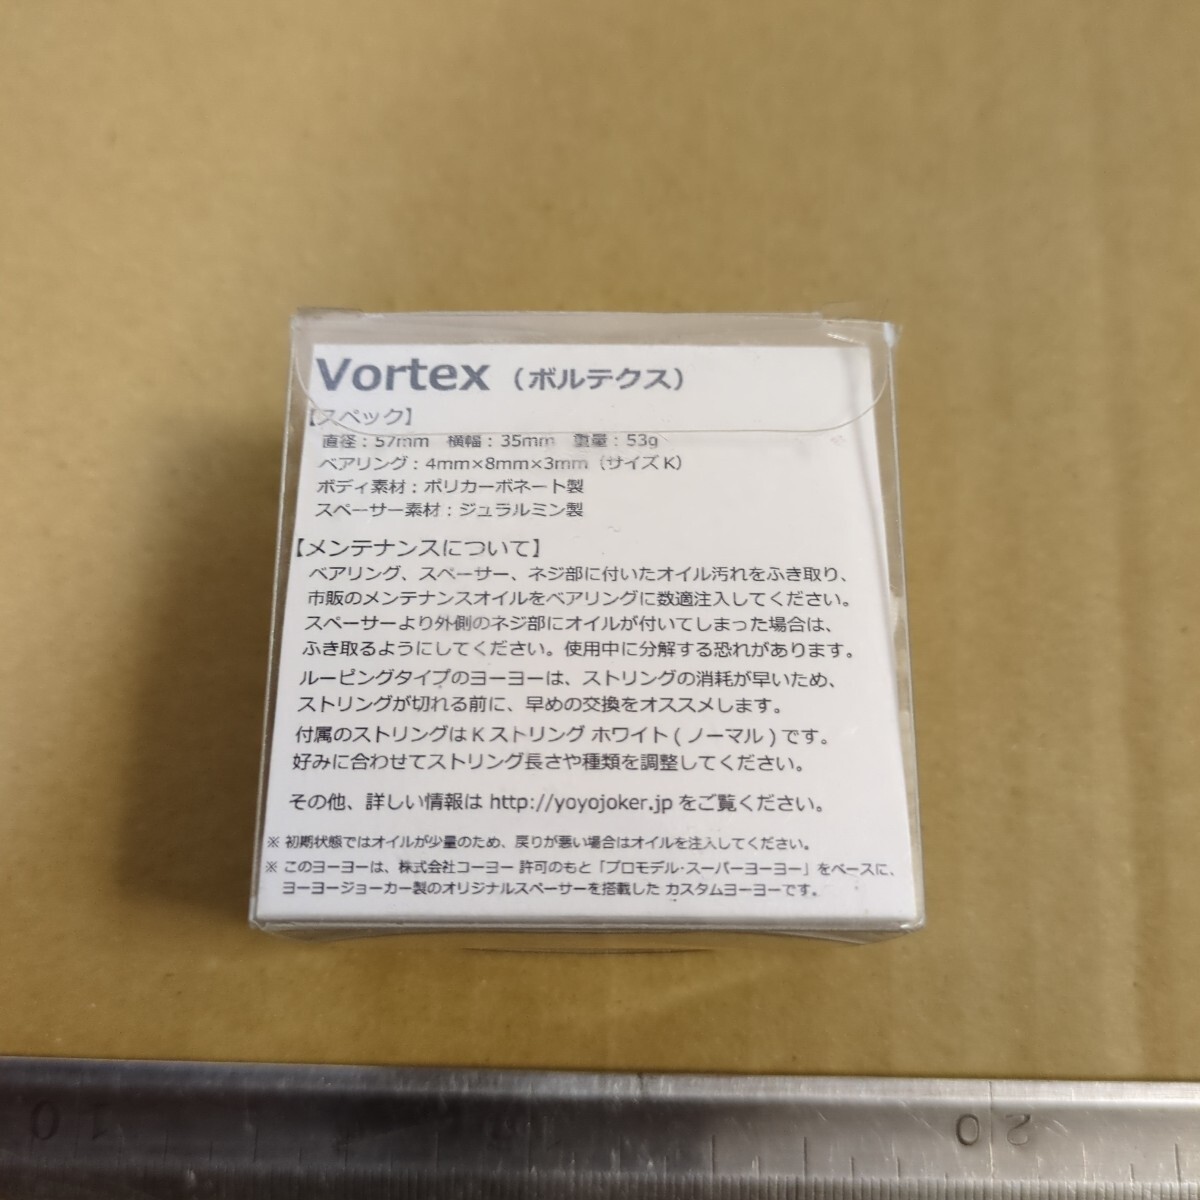 Vortex（ボルテクス）
【スペック】
直径：57mm　横幅：35mm　重量：53g
ベアリング：4mm×8mm×3mm（サイズK）
ボディ素材：ポリカーボネート製
スペーサー素材：ジュラルミン製
【メンテナンスについて】
ベアリング、スペーサー、ネジ部に付いたオイル汚れをふき取り、
市販のメンテナンスオイルをベアリングに数適注入してください。
スペーサーより外側のネジ部にオイルが付いてしまった場合は、
ふき取るようにしてください。使用中に分解する恐れがあります。
ルーピングタイプのヨーヨーは、ストリングの消耗が早いため、
ストリングが切れる前に、早めの交換をオススメします。
付属のストリングはKストリング ホワイト(ノーマル)です。
好みに合わせてストリング長さや種類を調整してください。
その他、詳しい情報は http://yoyojoker.jp をご覧ください。
※ 初期状態ではオイルが少量のため、戻りが悪い場合はオイルを注入してください。
※ このヨーヨーは、株式会社コーヨー 許可のもと「プロモデル・スーパーヨーヨー」をベースに、
ヨーヨージョーカー製のオリジナルスペーサーを搭載した カスタムヨーヨーです。
10
20